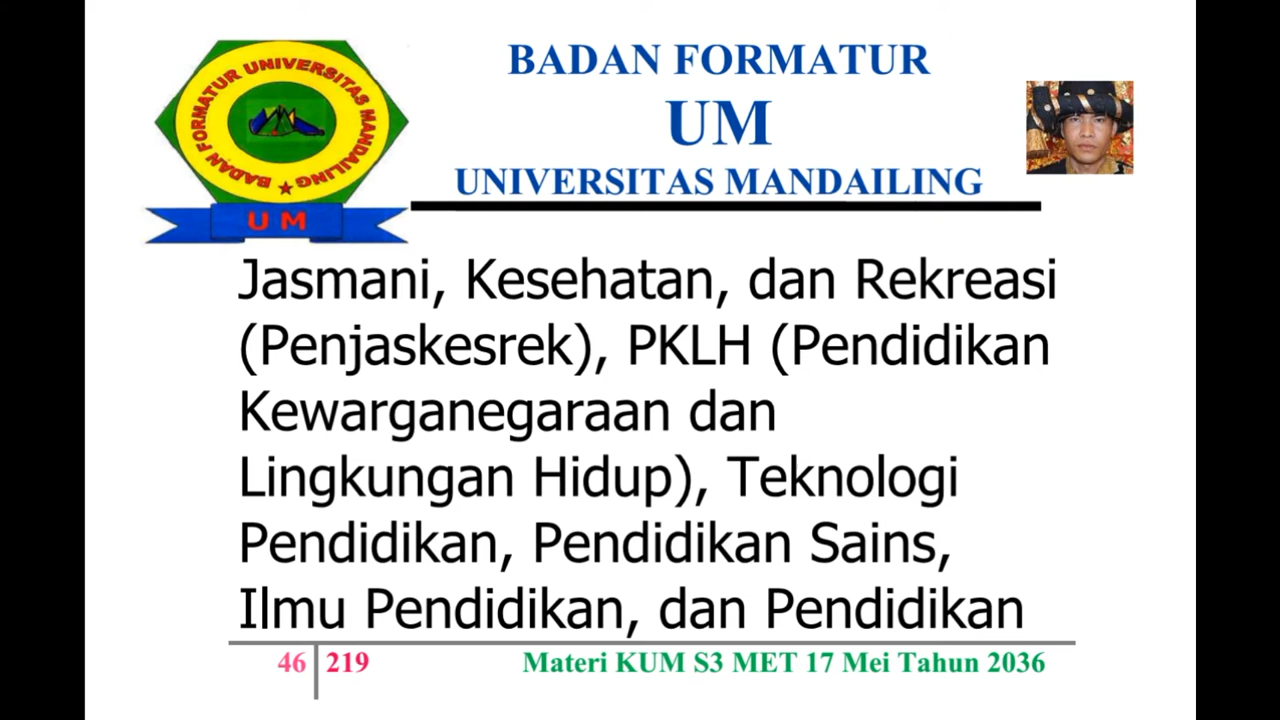 BADAN FORMATUR UNIVERSITAS MANDAILING
U M
BADAN FORMATUR
UM
UNIVERSITAS MANDAILING
Jasmani, Kesehatan, dan Rekreasi
(Penjaskesrek), PKLH (Pendidikan
Kewarganegaraan dan
Lingkungan Hidup), Teknologi
Pendidikan, Pendidikan Sains,
Ilmu Pendidikan, dan Pendidikan
46 219 Materi KUM S3 MET 17 Mei Tahun 2036